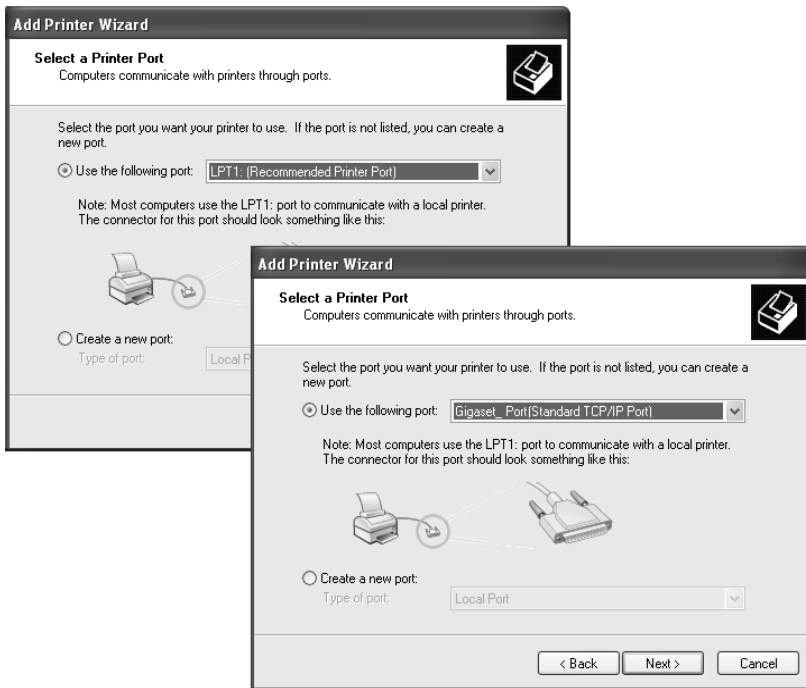 Add Printer Wizard
Select a Printer Port
Computers communicate with printers through ports.
Select the port you want your printer to use. If the port is not listed, you can create a
new port.
Use the following port:
LPT1: (Recommended Printer Port)
Note: Most computers use the LPT1: port to communicate with a local printer.
The connector for this port should look something like this:
Create a new port:
Type of port:
Local P
Add Printer Wizard
Select a Printer Port
Computers communicate with printers through ports.
Select the port you want your printer to use. If the port is not listed, you can create a
new port.
Use the following port:
Gigaset_ Port(Standard TCP/IP Port)
Note: Most computers use the LPT1: port to communicate with a local printer.
The connector for this port should look something like this:
Create a new port:
Type of port:
Local Port
< Back
Next >
Cancel